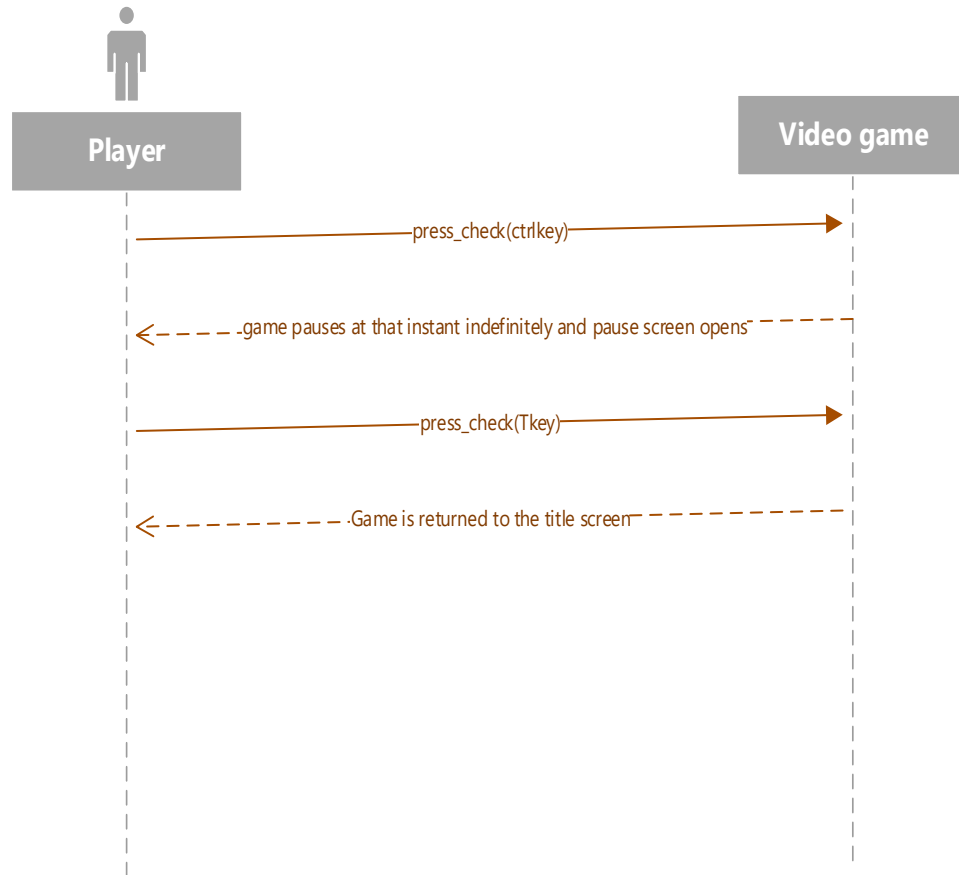 Player
Video game
press_check(ctrlkey)
game pauses at that instant indefinitely and pause screen opens
press_check(Tkey)
Game is returned to the title screen